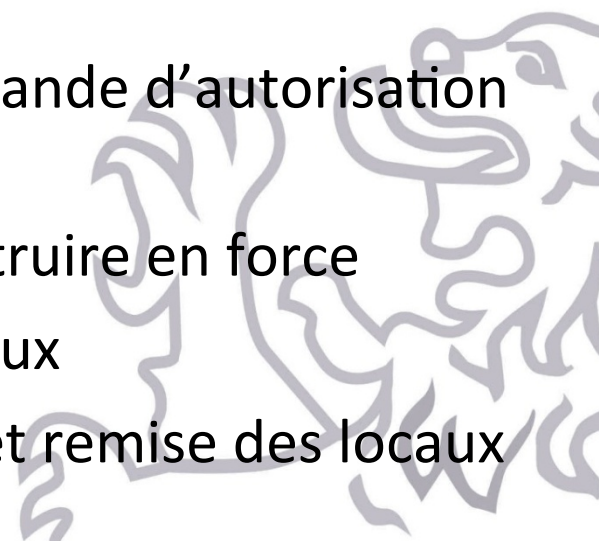 ande d'autorisation
truire en force
ux
et remise des locaux